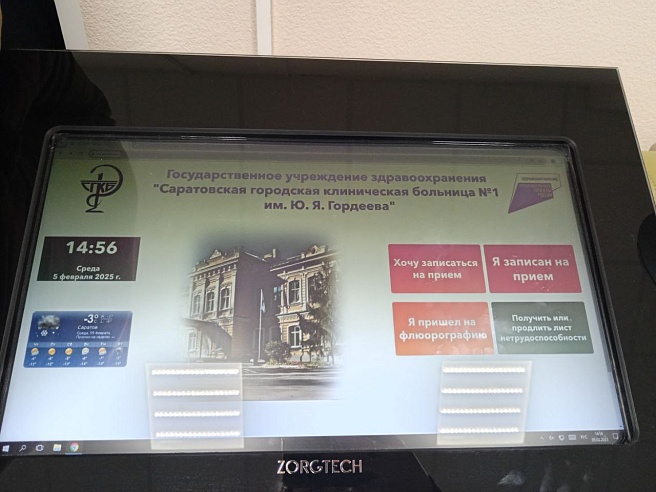 Государственное учреждение здравоохранения
"Саратовская городская клиническая больница №1
им. Ю. Я. Гордеева"
14:56
Среда
5 февраля 2025 г.
Хочу записаться
на прием
Я записан на
прием
-3°
Саратов
Я пришел на
флюорографию
Получить или
продлить лист
нетрудоспособности
ZORGTECH